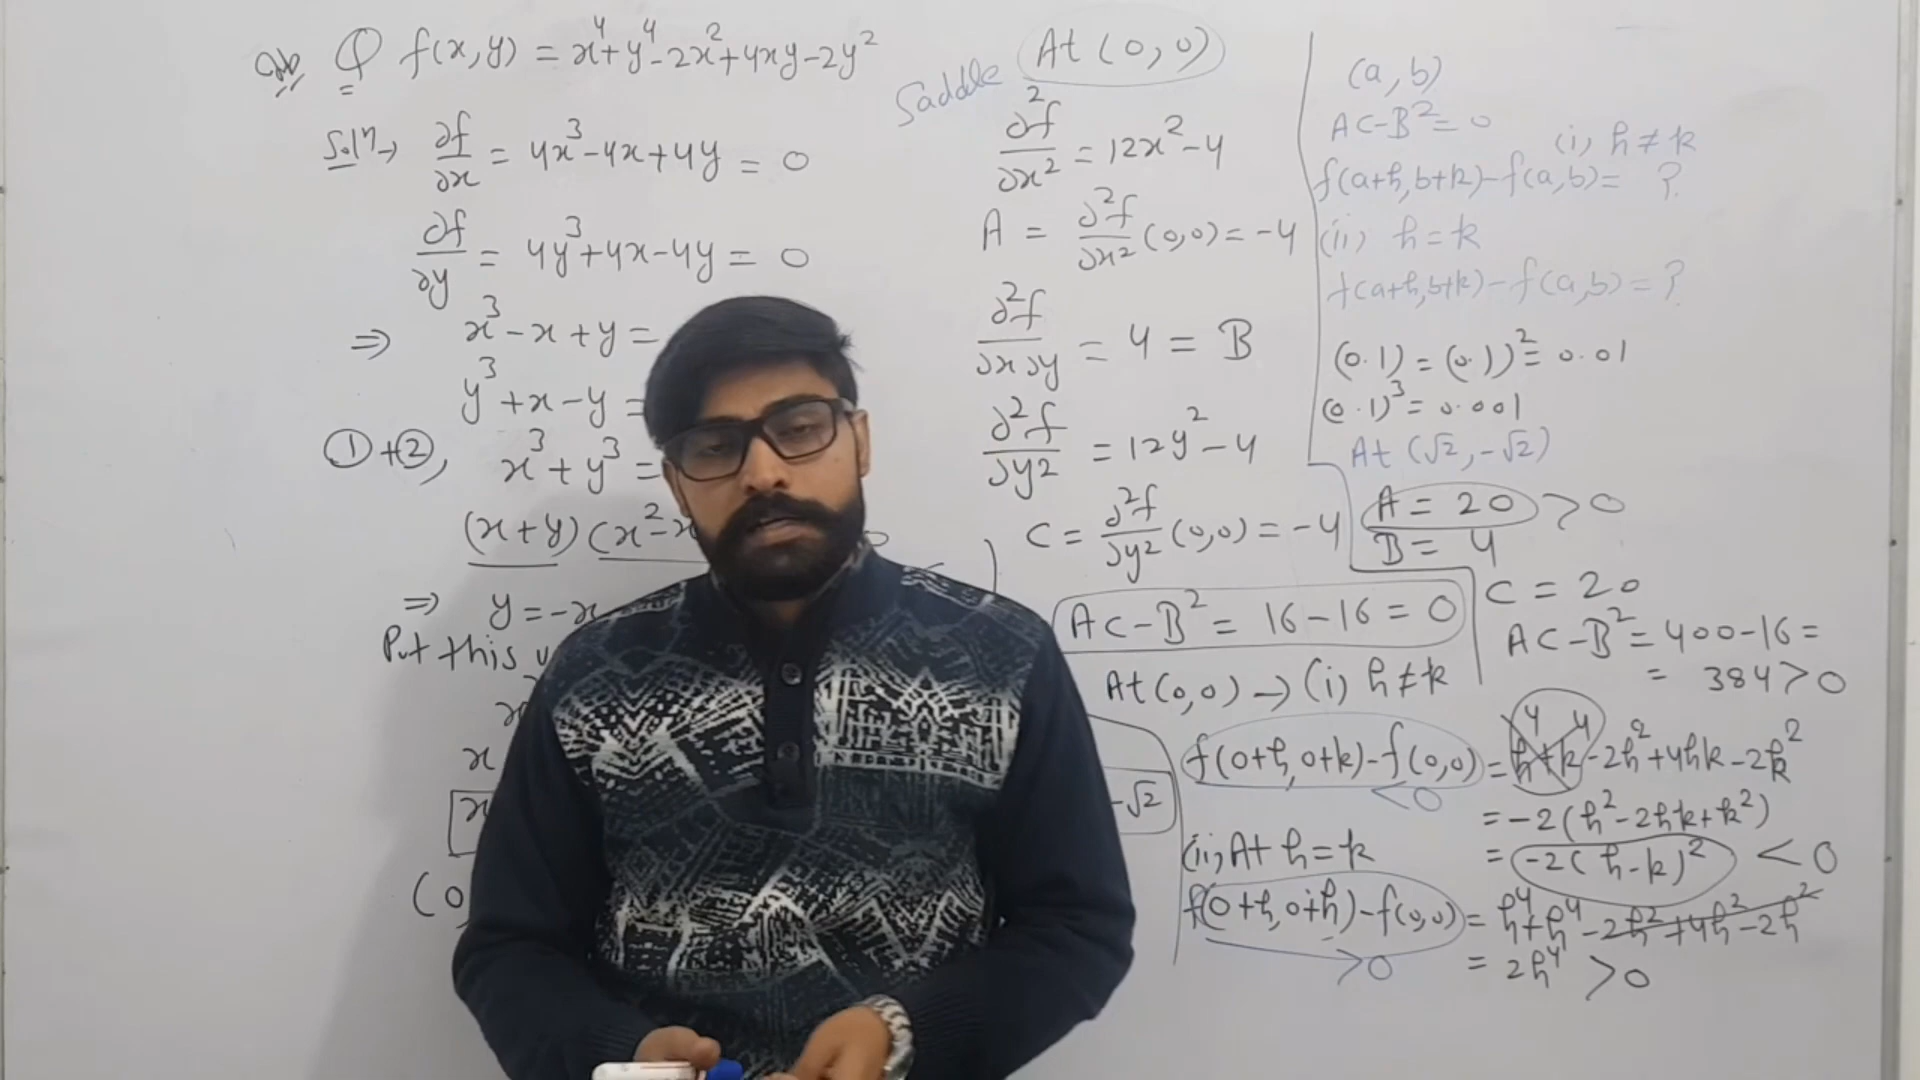 Q f(x, y) = x⁴+y⁴-2x²+4xy-2y²
Solⁿ→ ∂f/∂x = 4x³-4x+4y = 0
∂f/∂y = 4y³+4x-4y = 0
⇒ x³-x+y =
y³+x-y =
①+②, x³+y³ =
(x+y)(x²-x
⇒ y=-x
Put this
x
(0
-√2
Saddle At (0, 0)
∂²f/∂x² = 12x²-4
A = ∂²f/∂x² (0,0) = -4
∂²f/∂x∂y = 4 = B
∂²f/∂y² = 12y²-4
C = ∂²f/∂y² (0,0) = -4
AC-B² = 16-16 = 0
At (0,0) → (i) h≠k
f(0+h, 0+k)-f(0,0) = h⁴+k⁴-2h²+4hk-2k²
<0
= -2(h²-2hk+k²)
= -2(h-k)² < 0
(ii) At h=k
f(0+h, 0+h)-f(0,0) = h⁴+h⁴-2h²+4h²-2h²
>0
= 2h⁴ >0
(a, b)
AC-B² = 0
(i) h≠k
f(a+h, b+k)-f(a,b) = ?
(ii) h=k
f(a+h, b+k)-f(a,b) = ?
(0.1) = (0.1)² = 0.01
(0.1)³ = 0.001
At (√2, -√2)
A = 20 >0
B = 4
C = 20
AC-B² = 400-16 =
= 384 >0